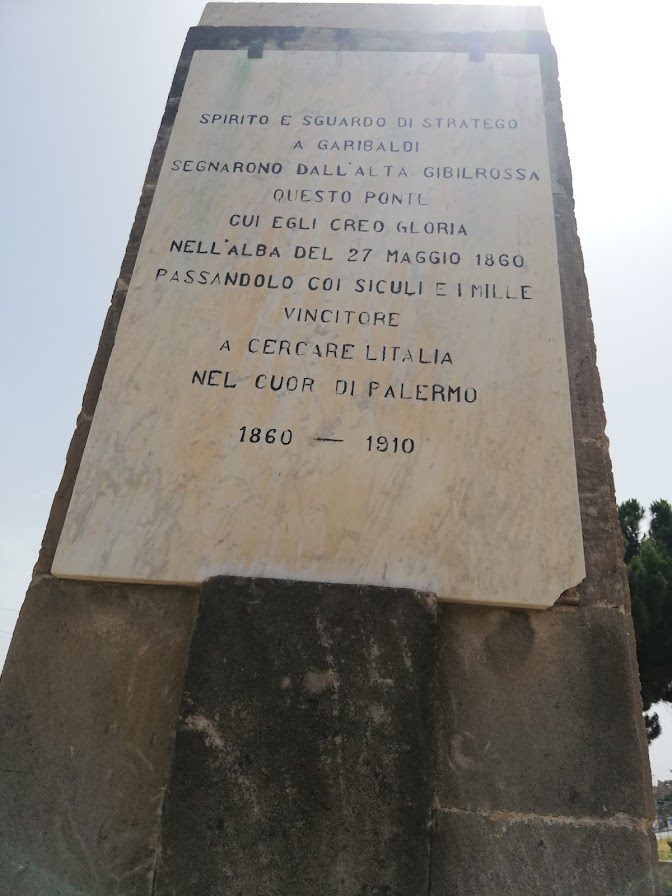 SPIRITO E SGUARDO DI STRATEGO
A GARIBALDI
SEGNARONO DALL'ALTA GIBILROSSA
QUESTO PONTE
CUI EGLI CREO GLORIA
NELL'ALBA DEL 27 MAGGIO 1860
PASSANDOLO COI SICULI E I MILLE
VINCITORE
A CERCARE L'ITALIA
NEL CUOR DI PALERMO
1860 — 1910